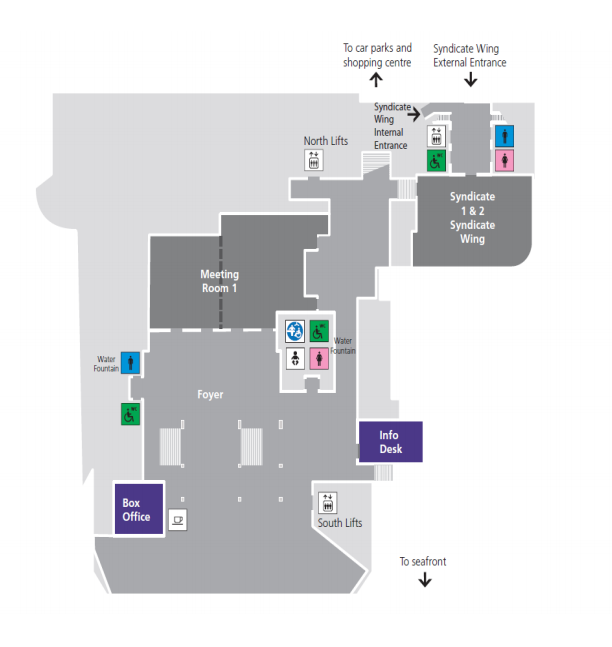 To car parks and
shopping centre
Syndicate Wing
External Entrance
Syndicate
Wing
Internal
Entrance
North Lifts
Syndicate
1 & 2
Syndicate
Wing
Meeting
Room 1
Water
Fountain
Water
Fountain
Foyer
Info
Desk
Box
Office
South Lifts
To seafront